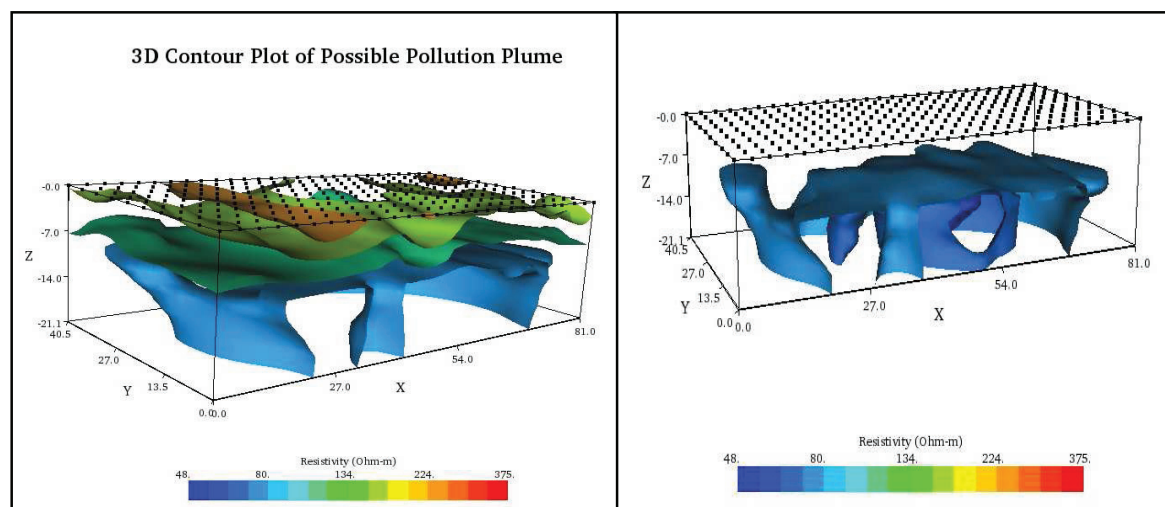 3D Contour Plot of Possible Pollution Plume
-0.0
-7.0
Z
-14.0
-21.1
40.5
27.0
Y
13.5
0.0
0.0
27.0
X
54.0
81.0
Resistivity (Ohm-m)
48. 80. 134. 224. 375.
-0.0
-7.0
Z
-14.0
-21.1
40.5
27.0
Y
13.5
0.0
0.0
27.0
X
54.0
81.0
Resistivity (Ohm-m)
48. 80. 134. 224. 375.